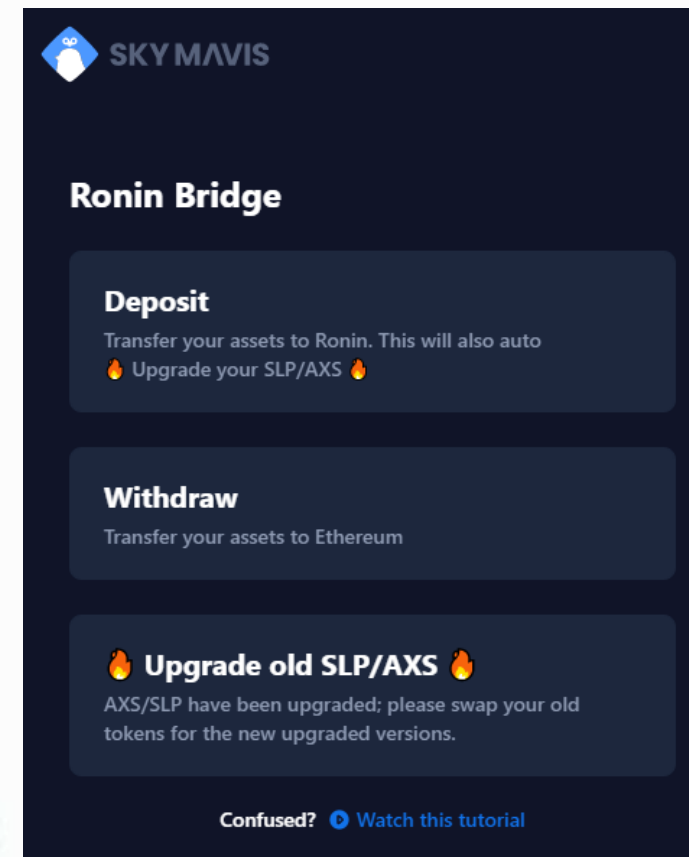 SKY MAVIS
Ronin Bridge
Deposit
Transfer your assets to Ronin. This will also auto
🔥 Upgrade your SLP/AXS 🔥
Withdraw
Transfer your assets to Ethereum
🔥 Upgrade old SLP/AXS 🔥
AXS/SLP have been upgraded; please swap your old
tokens for the new upgraded versions.
Confused? Watch this tutorial